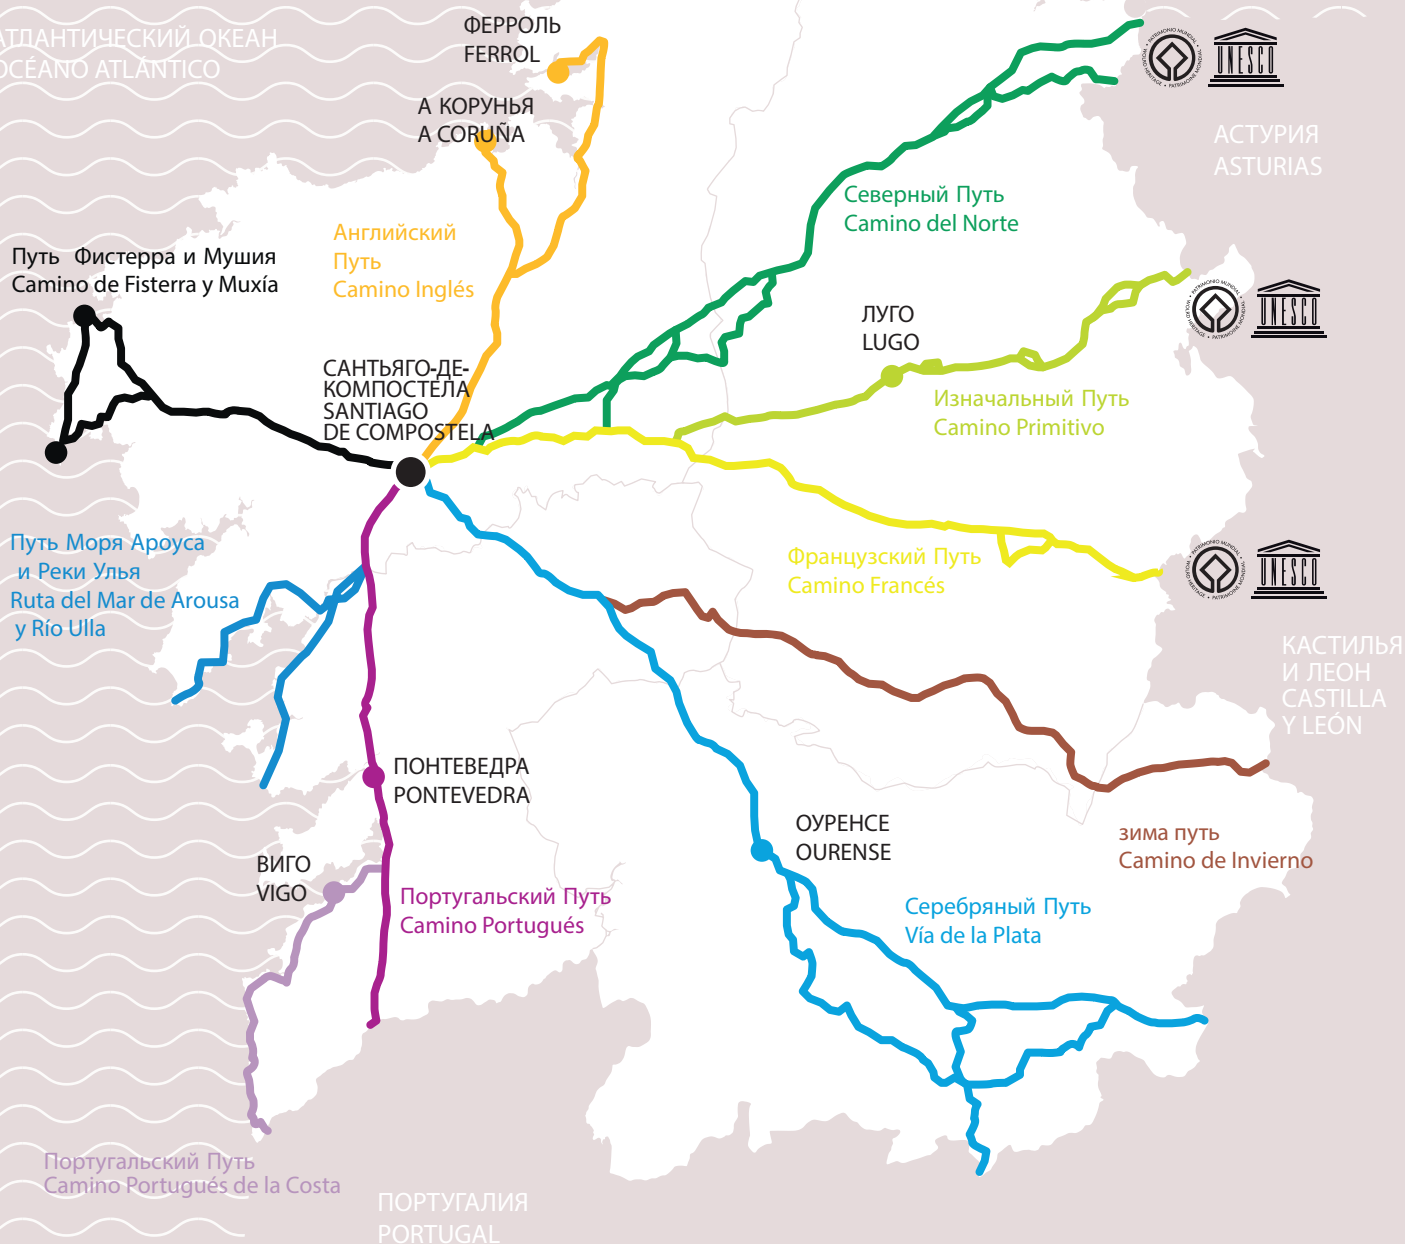 АТЛАНТИЧЕСКИЙ ОКЕАН
OCÉANO ATLÁNTICO
ФЕРРОЛЬ
FERROL
А КОРУНЬЯ
A CORUÑA
UNESCO
АСТУРИЯ
ASTURIAS
Северный Путь
Camino del Norte
Английский
Путь
Camino Inglés
Путь Фистерра и Мушия
Camino de Fisterra y Muxía
ЛУГО
LUGO
UNESCO
САНТЬЯГО-ДЕ-
КОМПОСТЕЛА
SANTIAGO
DE COMPOSTELA
Изначальный Путь
Camino Primitivo
Путь Моря Ароуса
и Реки Улья
Ruta del Mar de Arousa
y Río Ulla
Французский Путь
Camino Francés
UNESCO
КАСТИЛЬЯ
И ЛЕОН
CASTILLA
Y LEÓN
ПОНТЕВЕДРА
PONTEVEDRA
ОУРЕНСЕ
OURENSE
зима путь
Camino de Invierno
ВИГО
VIGO
Португальский Путь
Camino Portugués
Серебряный Путь
Vía de la Plata
Португальский Путь
Camino Portugués de la Costa
ПОРТУГАЛИЯ
PORTUGAL